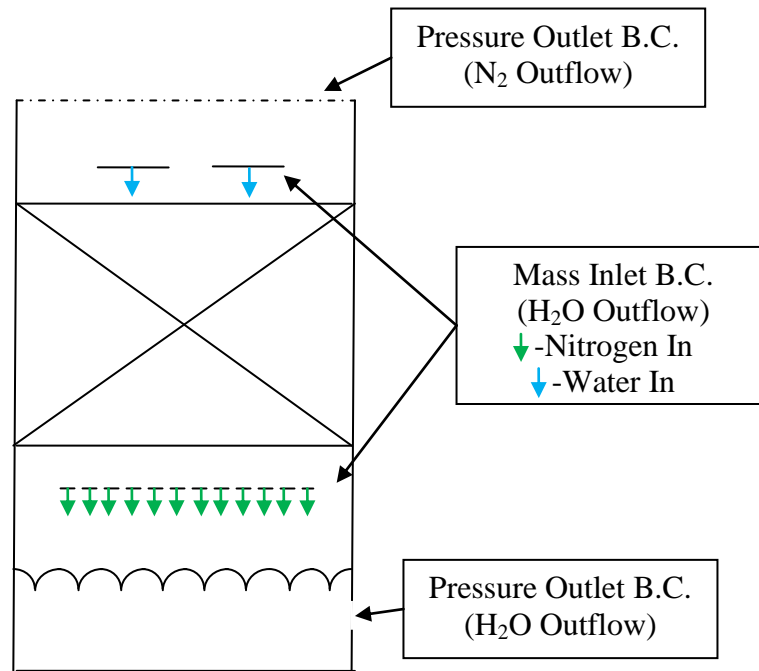 Pressure Outlet B.C.
(N₂ Outflow)
Mass Inlet B.C.
(H₂O Outflow)
-Nitrogen In
-Water In
Pressure Outlet B.C.
(H₂O Outflow)